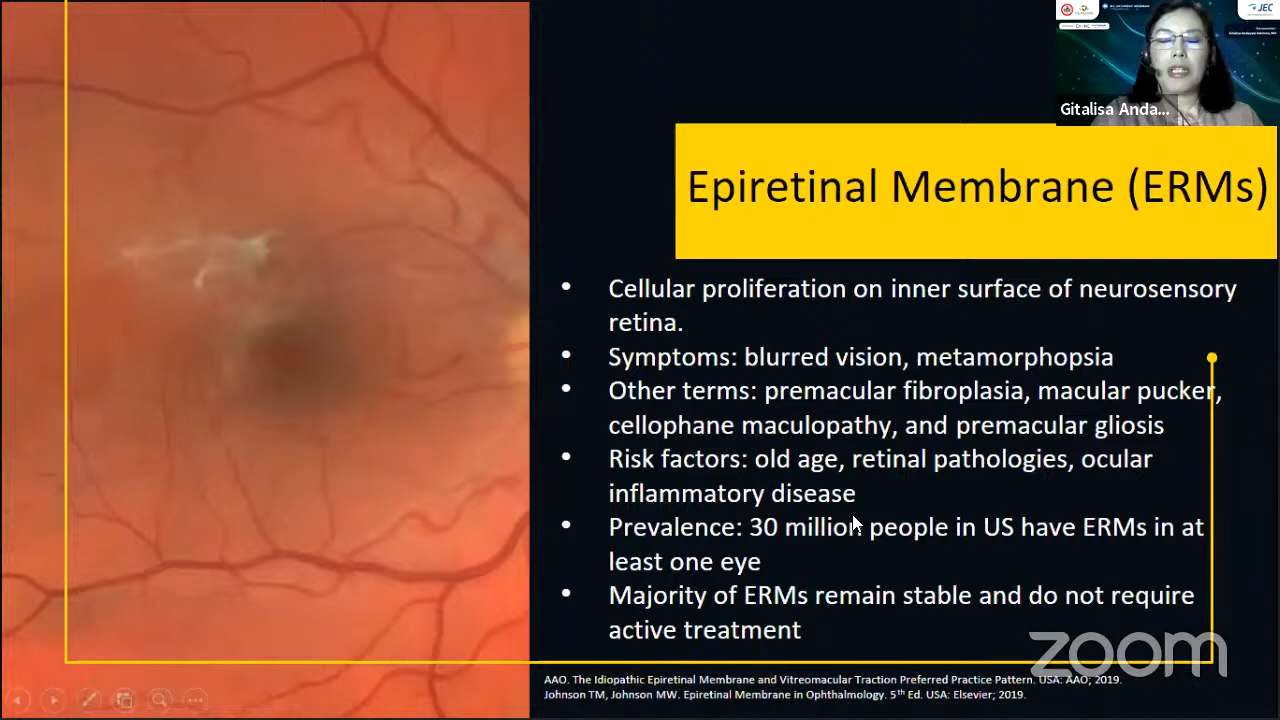 JEC
Gitalisa Anda...
Epiretinal Membrane (ERMs)
• Cellular proliferation on inner surface of neurosensory
retina.
• Symptoms: blurred vision, metamorphopsia
• Other terms: premacular fibroplasia, macular pucker,
cellophane maculopathy, and premacular gliosis
• Risk factors: old age, retinal pathologies, ocular
inflammatory disease
• Prevalence: 30 million people in US have ERMs in at
least one eye
• Majority of ERMs remain stable and do not require
active treatment
zoom
AAO. The Idiopathic Epiretinal Membrane and Vitreomacular Traction Preferred Practice Pattern. USA: AAO; 2019.
Johnson TM, Johnson MW. Epiretinal Membrane in Ophthalmology. 5th Ed. USA: Elsevier; 2019.